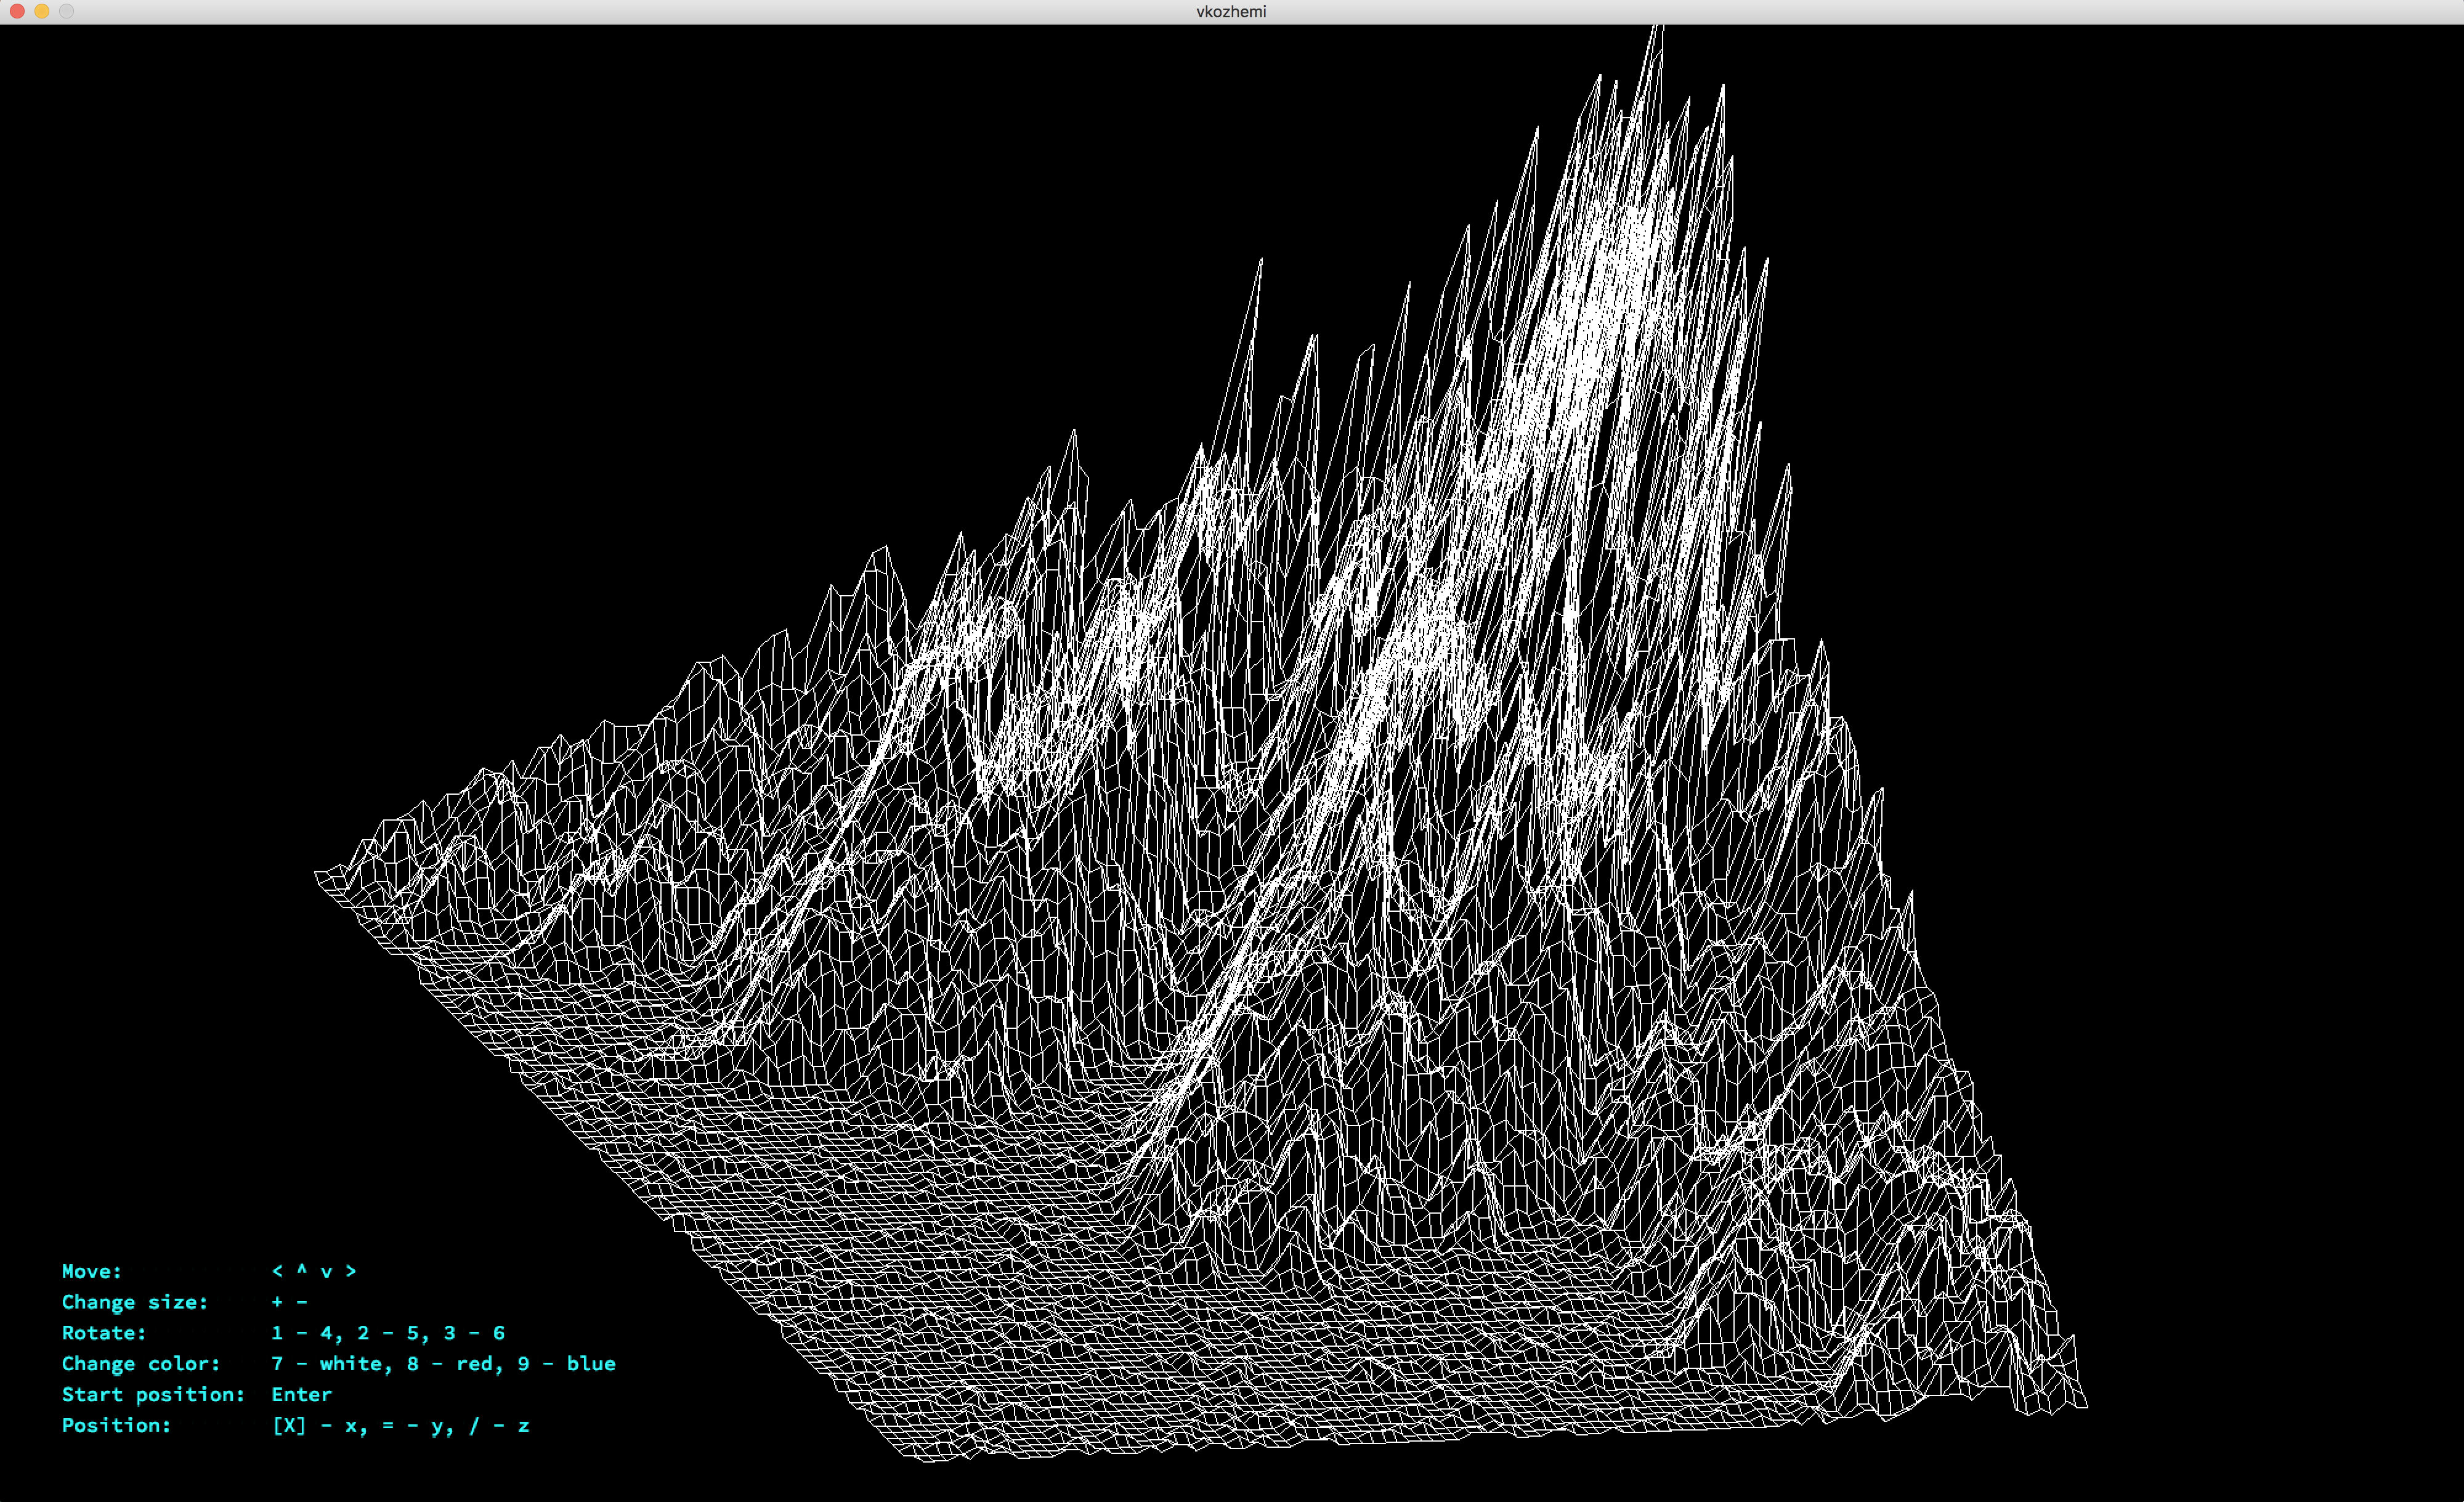 vkozhemi
Move: < ^ v >
Change size: + -
Rotate: 1 - 4, 2 - 5, 3 - 6
Change color: 7 - white, 8 - red, 9 - blue
Start position: Enter
Position: [X] - x, = - y, / - z